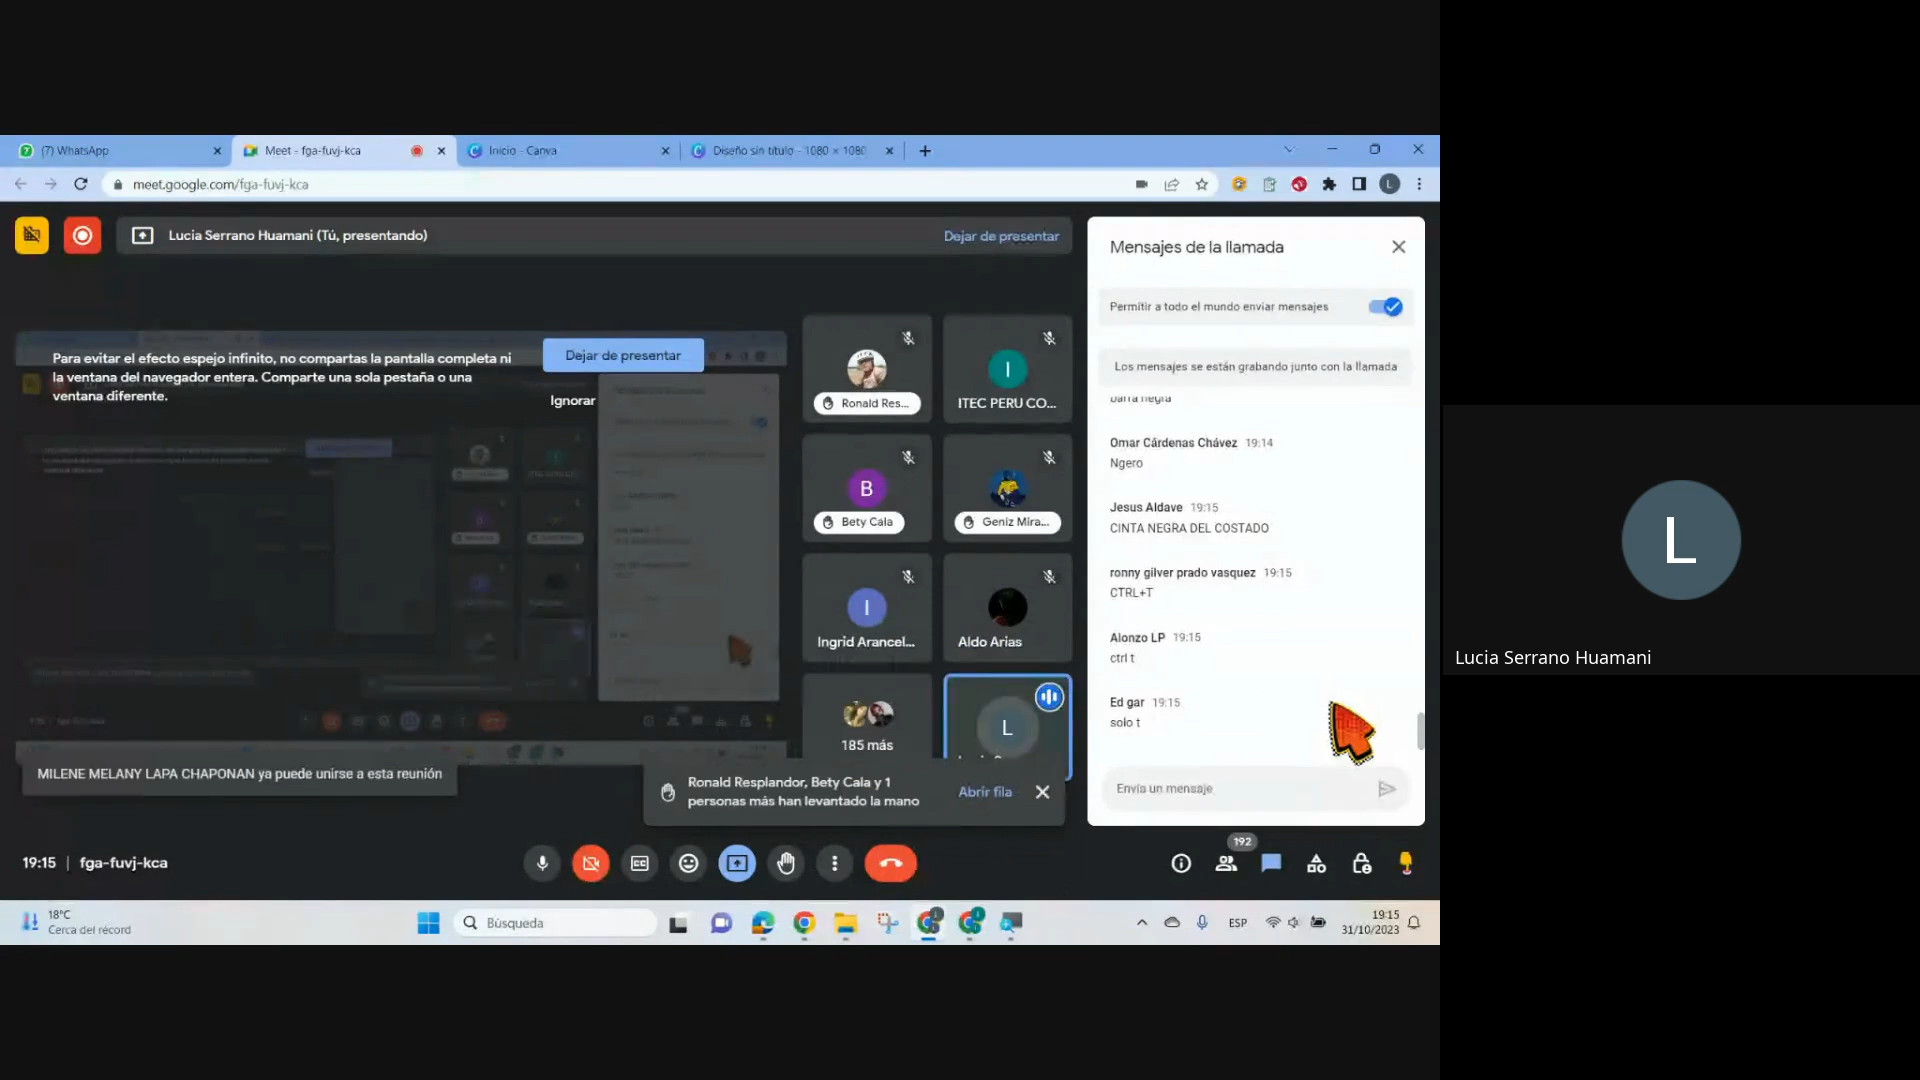 (7) WhatsApp
Meet - fga-fuvj-kca
Inicio - Canva
Diseño sin título - 1080 × 1080
meet.google.com/fga-fuvj-kca
L
Lucia Serrano Huamani (Tú, presentando)
Dejar de presentar
Para evitar el efecto espejo infinito, no compartas la pantalla completa ni
la ventana del navegador entera. Comparte una sola pestaña o una
ventana diferente.
Dejar de presentar
Ignorar
Ronald Res...
I
ITEC PERU CO...
B
Bety Cala
Geniz Mira...
I
Ingrid Arancel...
Aldo Arias
185 más
L
MILENE MELANY LAPA CHAPONAN ya puede unirse a esta reunión
Ronald Resplandor, Bety Cala y 1
personas más han levantado la mano
Abrir fila
Mensajes de la llamada
Permitir a todo el mundo enviar mensajes
Los mensajes se están grabando junto con la llamada
barra negra
Omar Cárdenas Chávez 19:14
Ngero
Jesus Aldave 19:15
CINTA NEGRA DEL COSTADO
ronny gilver prado vasquez 19:15
CTRL+T
Alonzo LP 19:15
ctrl t
Ed gar 19:15
solo t
Envía un mensaje
19:15 | fga-fuvj-kca
192
18°C
Cerca del récord
Búsqueda
ESP
19:15
31/10/2023
L
Lucia Serrano Huamani